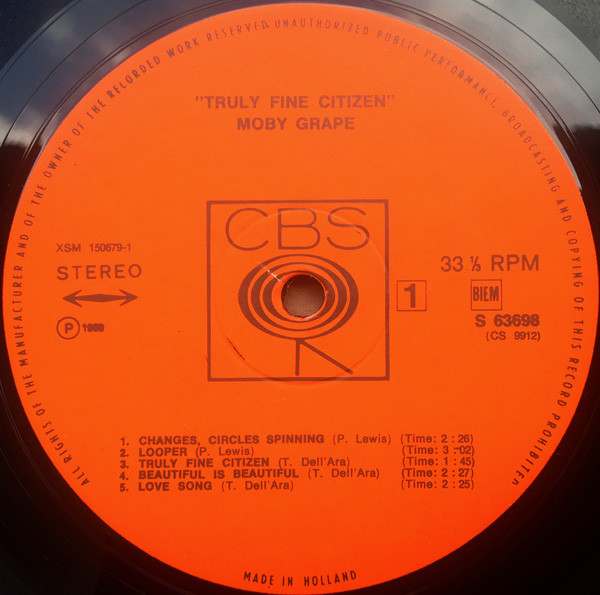 ALL RIGHTS OF THE MANUFACTURER AND OF THE OWNER OF THE RECORDED WORK RESERVED. UNAUTHORIZED PUBLIC PERFORMANCE, BROADCASTING AND COPYING OF THIS RECORD PROHIBITED
"TRULY FINE CITIZEN"
MOBY GRAPE
CBS
XSM 150679-1
STEREO
33 ⅓ RPM
1
BIEM
Ⓟ 1969
S 63698
(CS 9912)
1. CHANGES, CIRCLES SPINNING (P. Lewis) (Time: 2 : 26)
2. LOOPER (P. Lewis) (Time: 3 : 02)
3. TRULY FINE CITIZEN (T. Dell'Ara) (Time: 1 : 45)
4. BEAUTIFUL IS BEAUTIFUL (T. Dell'Ara) (Time: 2 : 27)
5. LOVE SONG (T. Dell'Ara) (Time: 2 : 25)
MADE IN HOLLAND